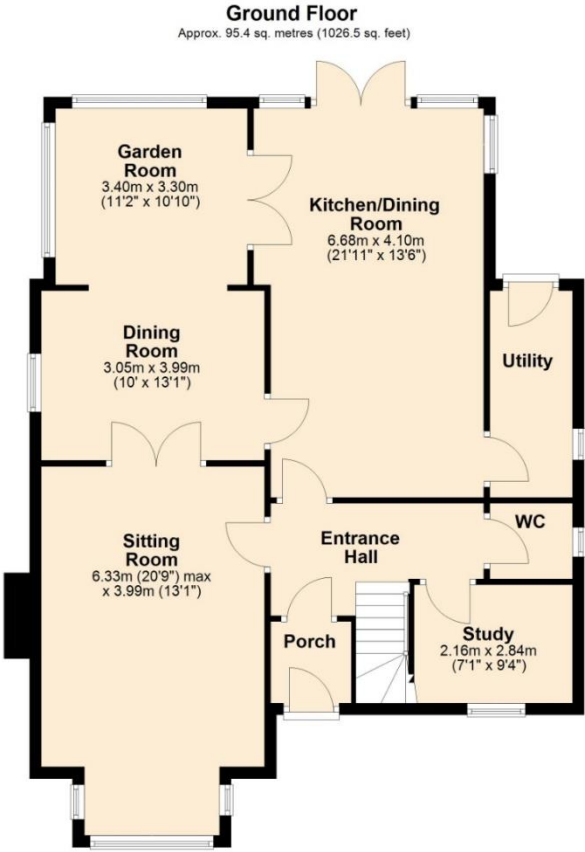 Ground Floor
Approx. 95.4 sq. metres (1026.5 sq. feet)
Garden
Room
3.40m x 3.30m
(11'2" x 10'10")
Kitchen/Dining
Room
6.68m x 4.10m
(21'11" x 13'6")
Dining
Room
3.05m x 3.99m
(10' x 13'1")
Utility
Sitting
Room
6.33m (20'9") max
x 3.99m (13'1")
Entrance
Hall
WC
Porch
Study
2.16m x 2.84m
(7'1" x 9'4")